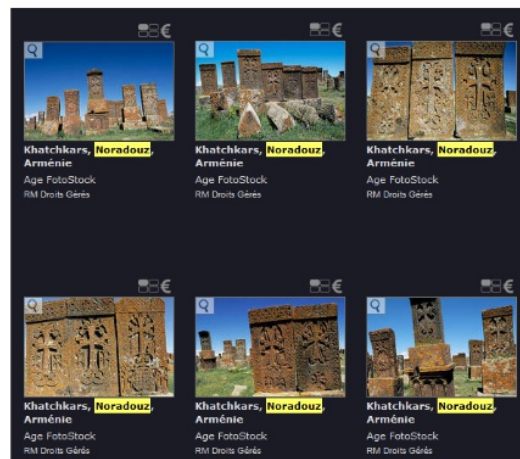 € € €
Khatchkars, Noradouz, Khatchkars, Noradouz, Khatchkars, Noradouz,
Arménie Arménie Arménie
Age FotoStock Age FotoStock Age FotoStock
RM Droits Gérés RM Droits Gérés RM Droits Gérés
€ € €
Khatchkars, Noradouz, Khatchkars, Noradouz, Khatchkars, Noradouz,
Arménie Arménie Arménie
Age FotoStock Age FotoStock Age FotoStock
RM Droits Gérés RM Droits Gérés RM Droits Gérés